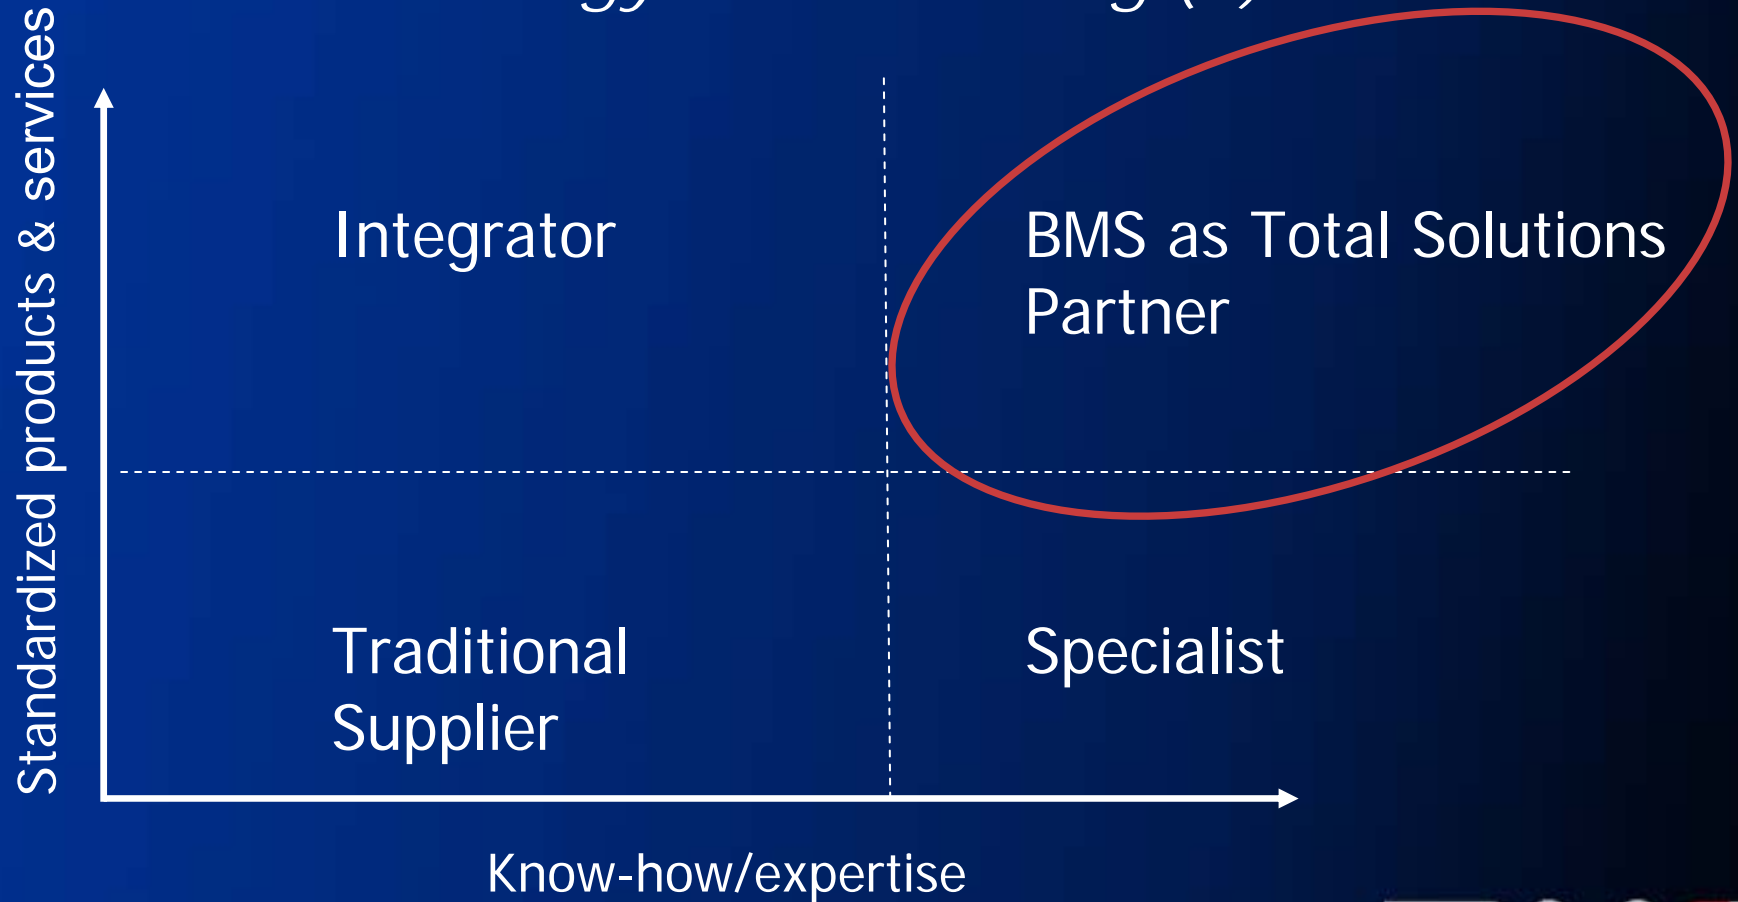 Standardized products & services
Integrator
BMS as Total Solutions
Partner
Traditional
Supplier
Specialist
Know-how/expertise